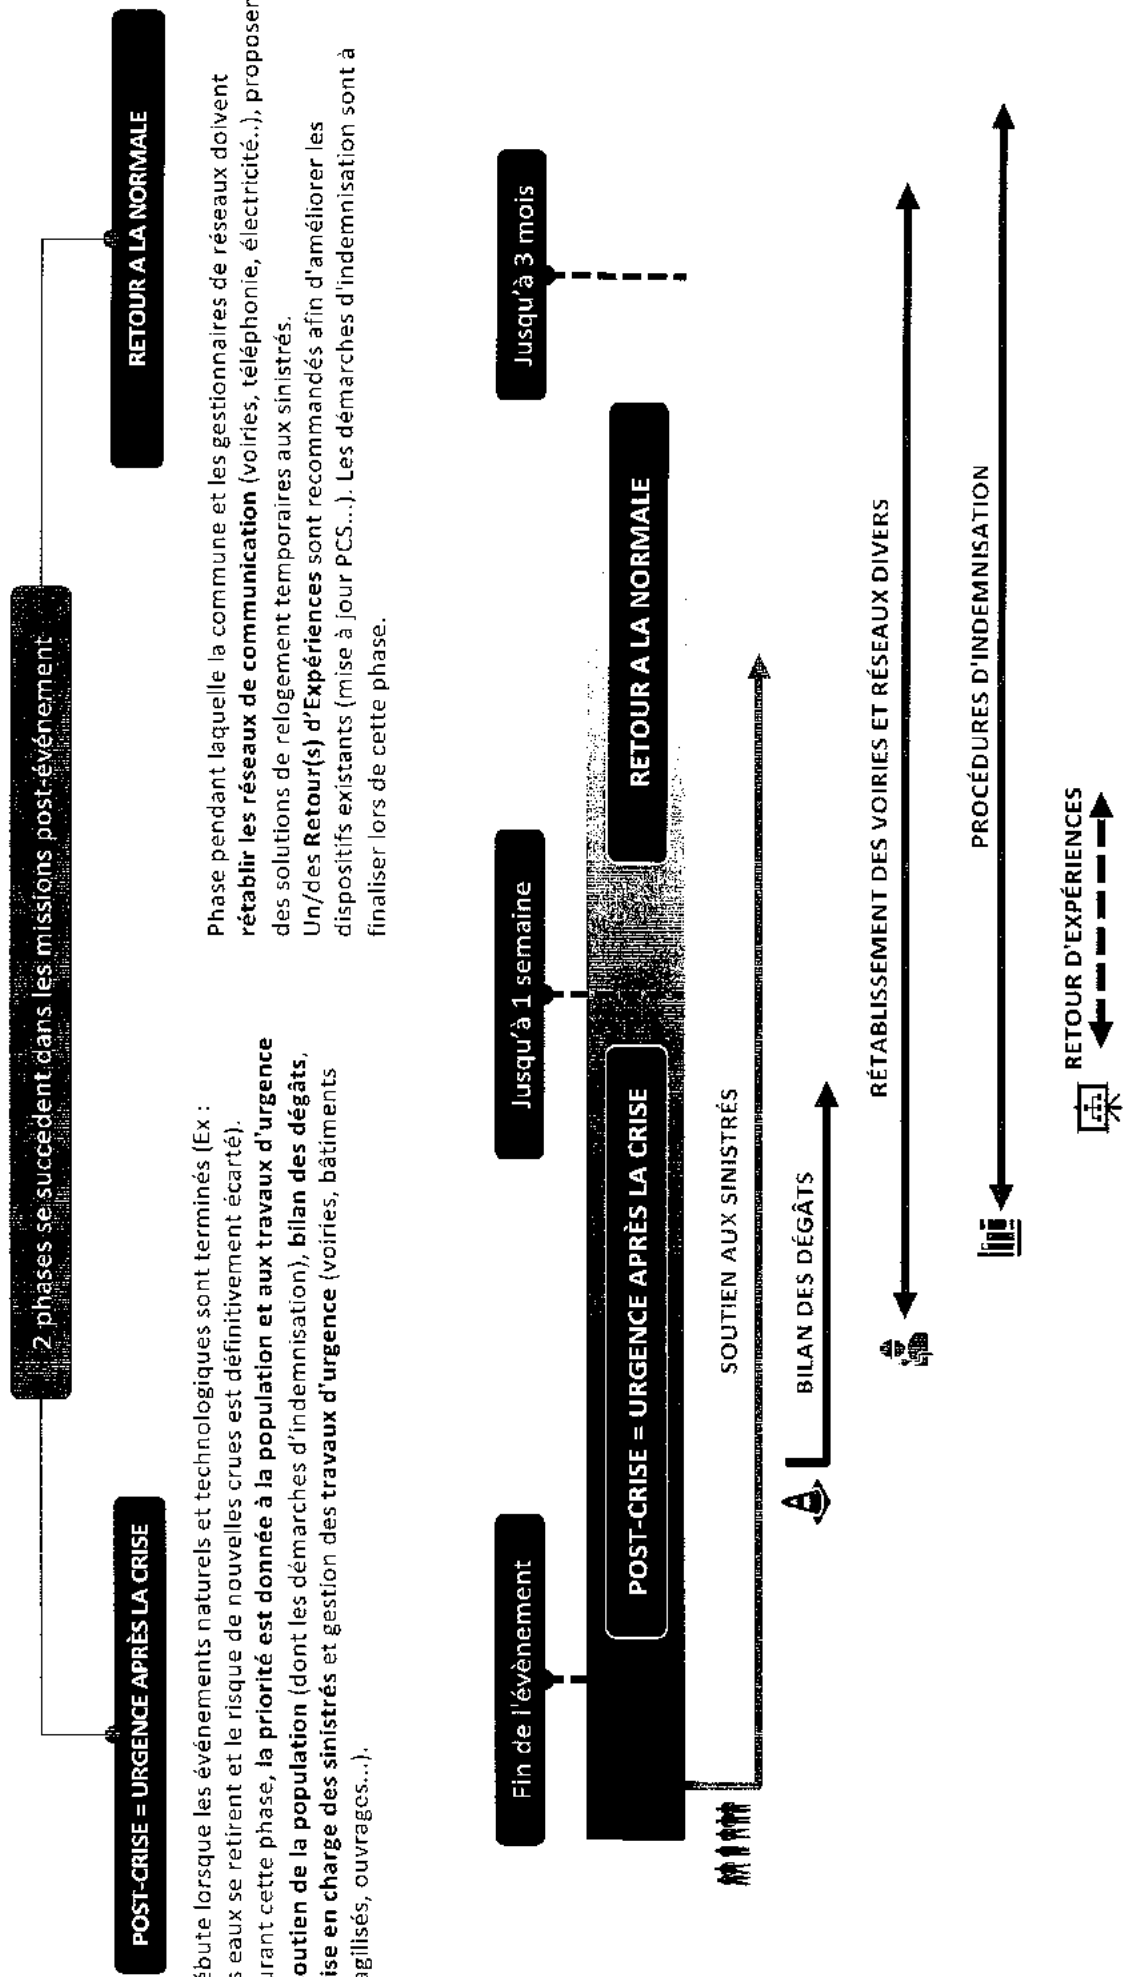 2 phases se succèdent dans les missions post-événement
POST-CRISE = URGENCE APRÈS LA CRISE
ébute lorsque les événements naturels et technologiques sont terminés (Ex :
s eaux se retirent et le risque de nouvelles crues est définitivement écarté).
urant cette phase, la priorité est donnée à la population et aux travaux d'urgence
outien de la population (dont les démarches d'indemnisation), bilan des dégâts,
ise en charge des sinistrés et gestion des travaux d'urgence (voiries, bâtiments
agilisés, ouvrages...).
RETOUR A LA NORMALE
Phase pendant laquelle la commune et les gestionnaires de réseaux doivent
rétablir les réseaux de communication (voiries, téléphonie, électricité..), proposer
des solutions de relogement temporaires aux sinistrés.
Un/des Retour(s) d'Expériences sont recommandés afin d'améliorer les
dispositifs existants (mise à jour PCS...). Les démarches d'indemnisation sont à
finaliser lors de cette phase.
Fin de l'évènement
Jusqu'à 1 semaine
Jusqu'à 3 mois
POST-CRISE = URGENCE APRÈS LA CRISE
RETOUR A LA NORMALE
SOUTIEN AUX SINISTRÉS
BILAN DES DÉGÂTS
RÉTABLISSEMENT DES VOIRIES ET RÉSEAUX DIVERS
PROCÉDURES D'INDEMNISATION
RETOUR D'EXPÉRIENCES